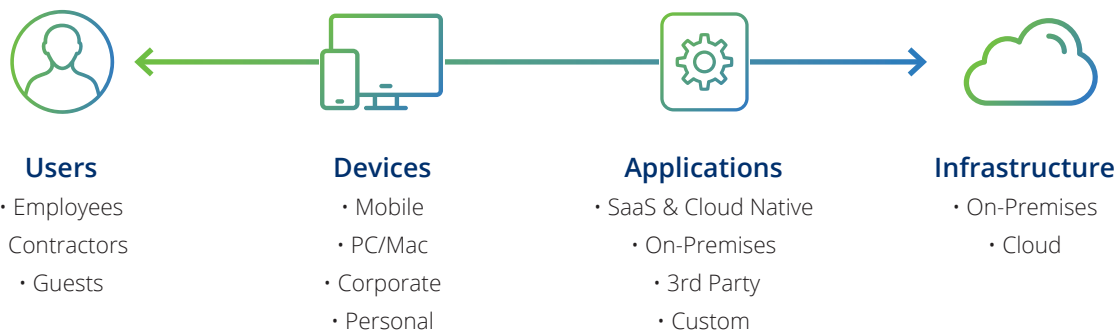 Users
• Employees
Contractors
• Guests
Devices
• Mobile
• PC/Mac
• Corporate
• Personal
Applications
• SaaS & Cloud Native
• On-Premises
• 3rd Party
• Custom
Infrastructure
• On-Premises
• Cloud